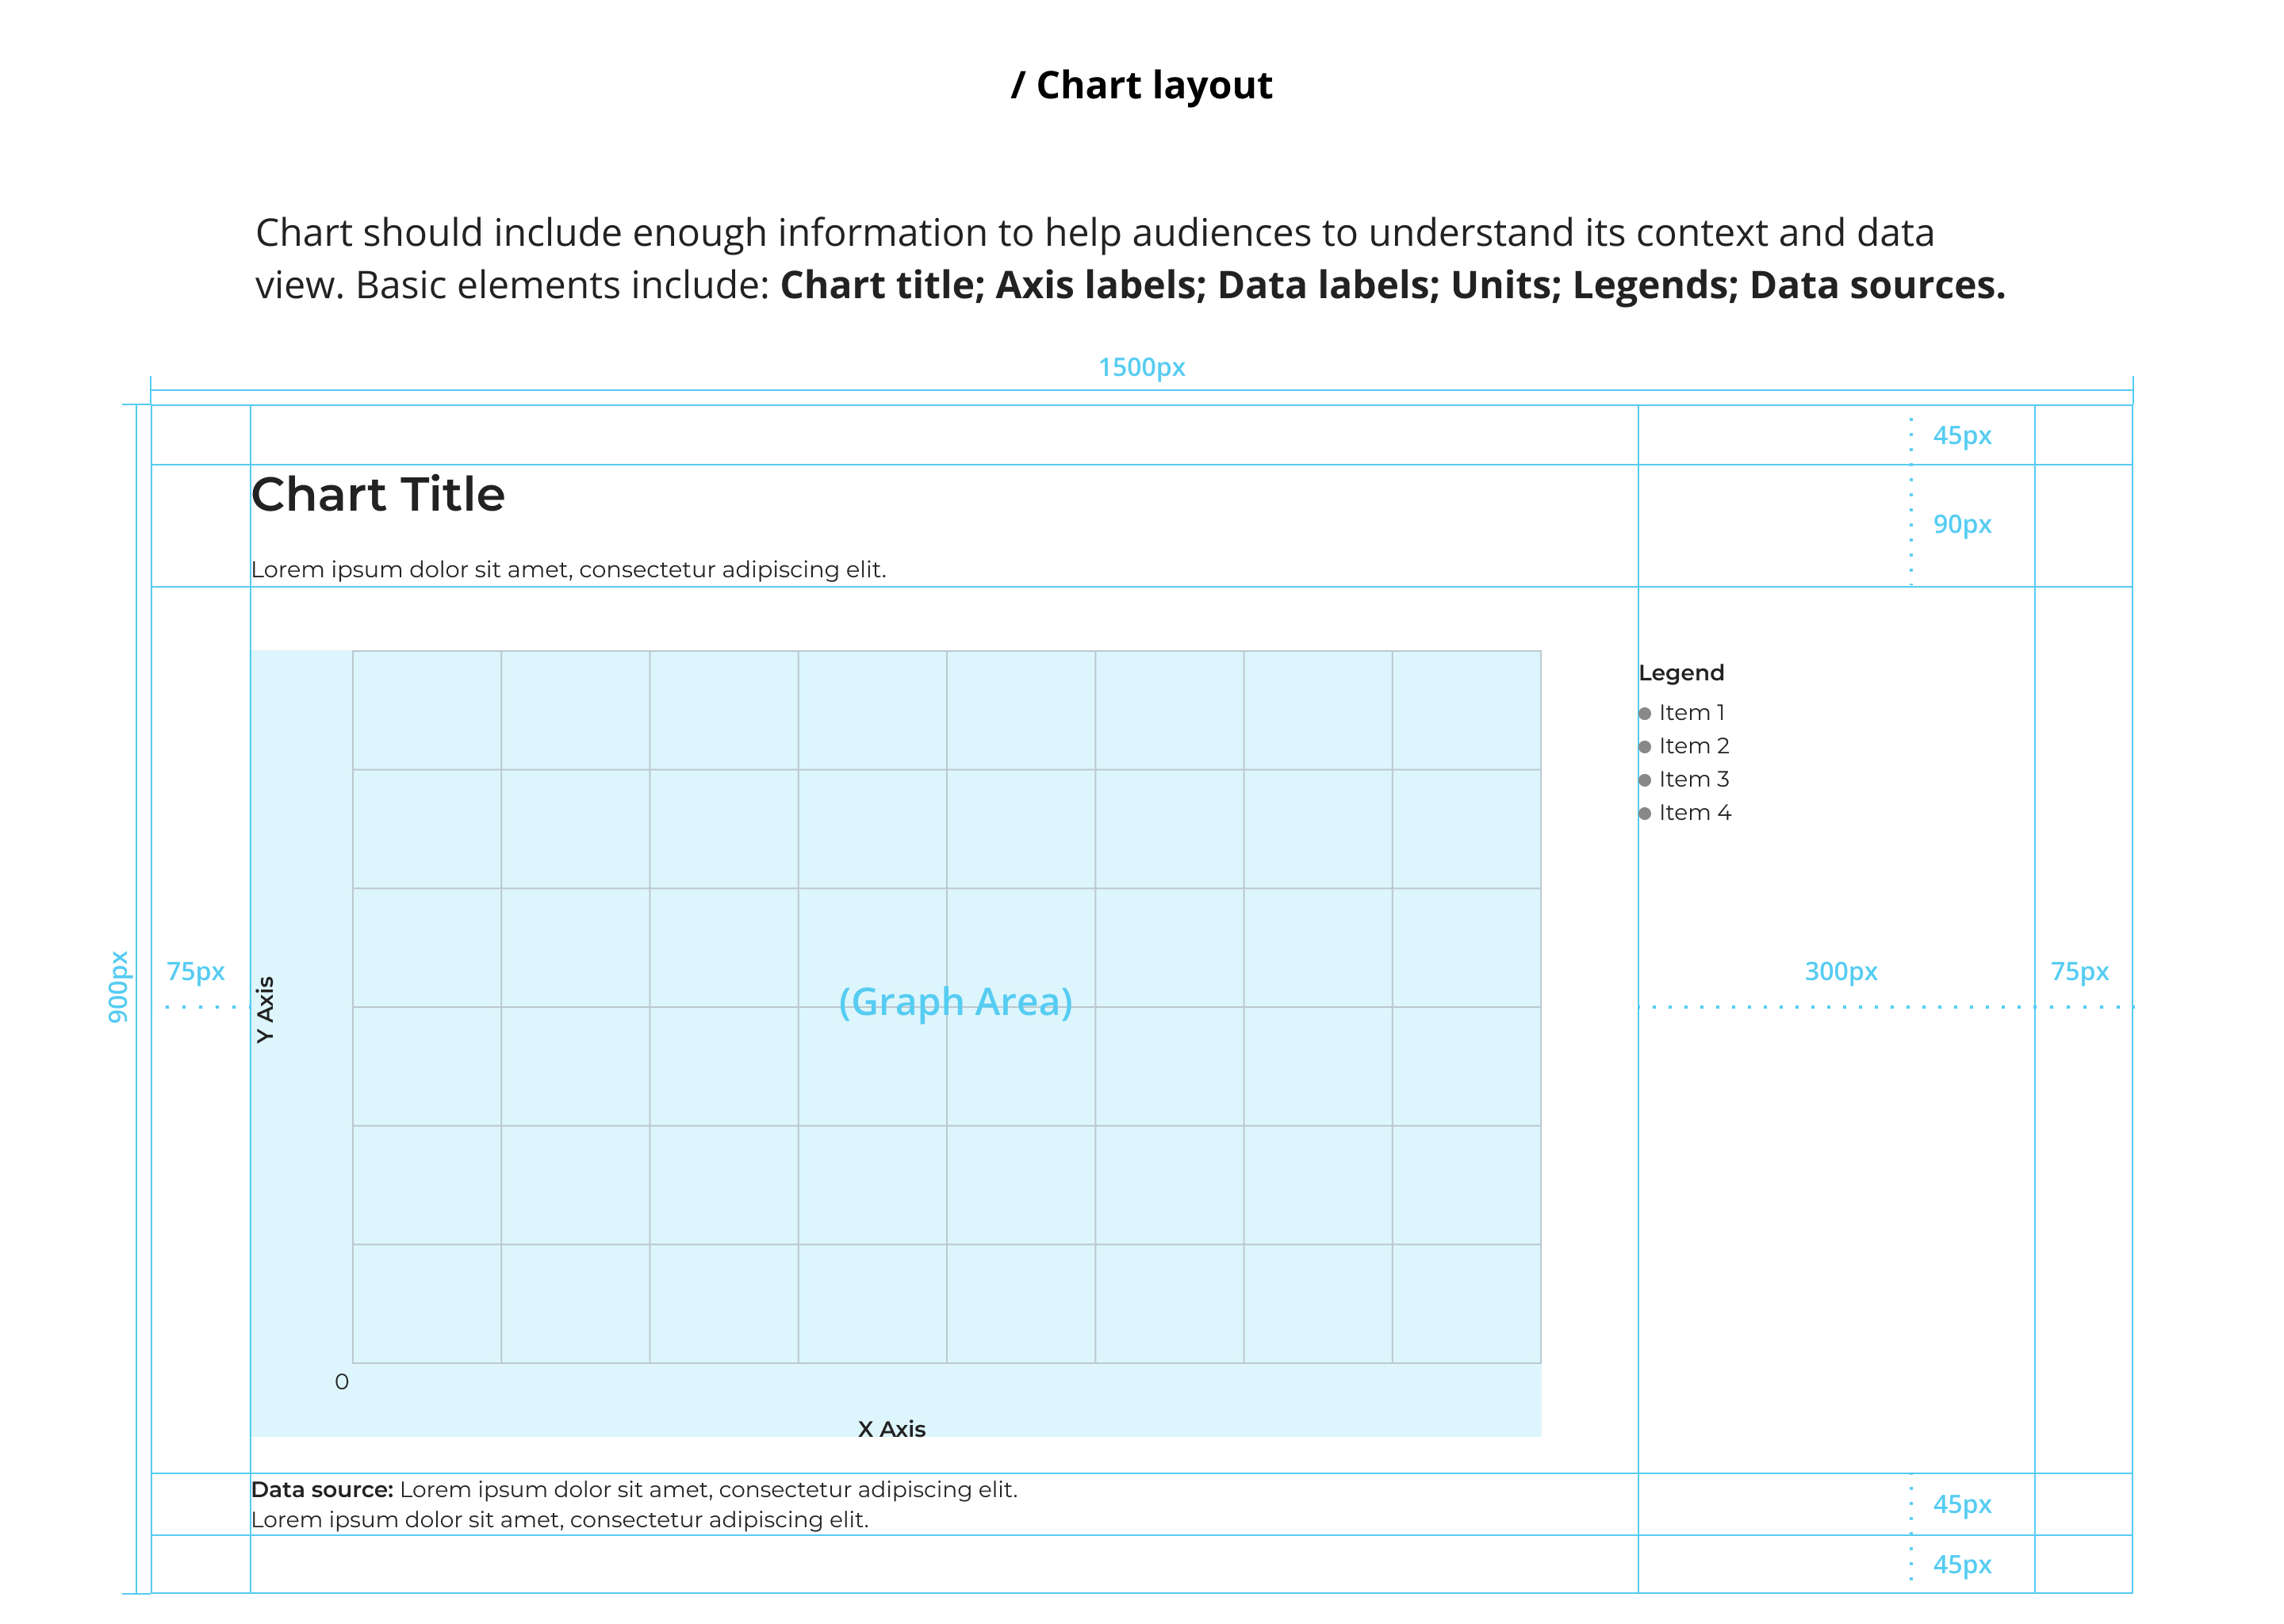 / Chart layout
Chart should include enough information to help audiences to understand its context and data
view. Basic elements include: Chart title; Axis labels; Data labels; Units; Legends; Data sources.
1500px
45px
Chart Title
90px
Lorem ipsum dolor sit amet, consectetur adipiscing elit.
Legend
Item 1
Item 2
Item 3
Item 4
900px
75px
Y Axis
(Graph Area)
300px
75px
0
X Axis
Data source: Lorem ipsum dolor sit amet, consectetur adipiscing elit.
Lorem ipsum dolor sit amet, consectetur adipiscing elit.
45px
45px